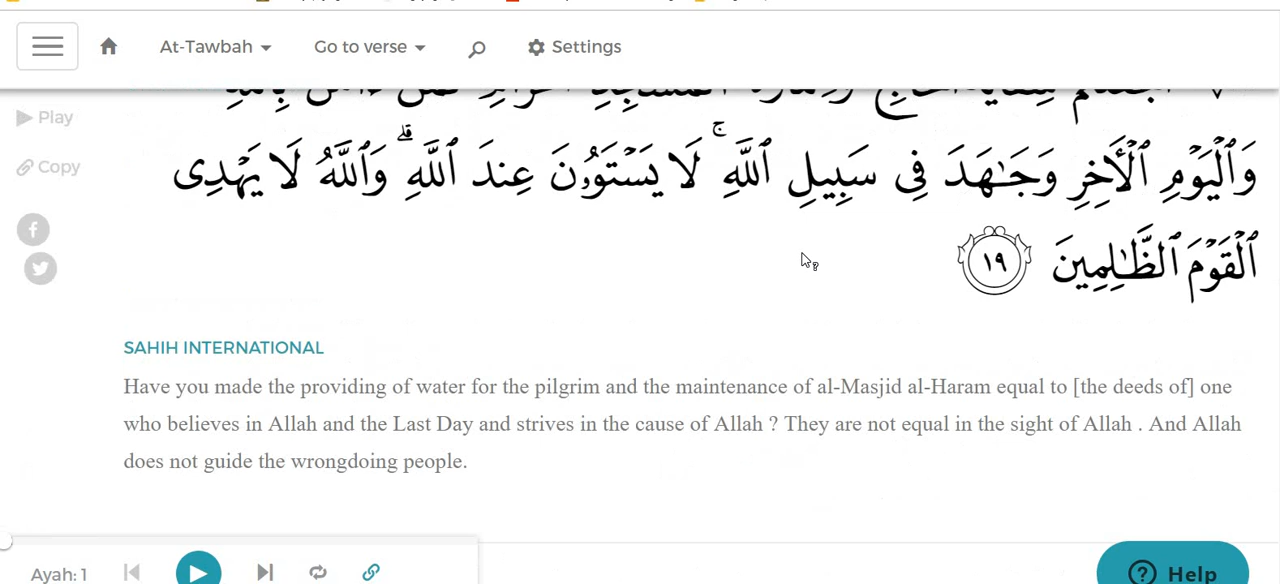 At-Tawbah
Go to verse
Settings
Play
Copy
وَٱلْيَوْمِ ٱلْـَٔاخِرِ وَجَـٰهَدَ فِى سَبِيلِ ٱللَّهِ ۚ لَا يَسْتَوُۥنَ عِندَ ٱللَّهِ ۗ وَٱللَّهُ لَا يَهْدِى
ٱلْقَوْمَ ٱلظَّـٰلِمِينَ ١٩
SAHIH INTERNATIONAL
Have you made the providing of water for the pilgrim and the maintenance of al-Masjid al-Haram equal to [the deeds of] one
who believes in Allah and the Last Day and strives in the cause of Allah ? They are not equal in the sight of Allah . And Allah
does not guide the wrongdoing people.
Ayah: 1
Help